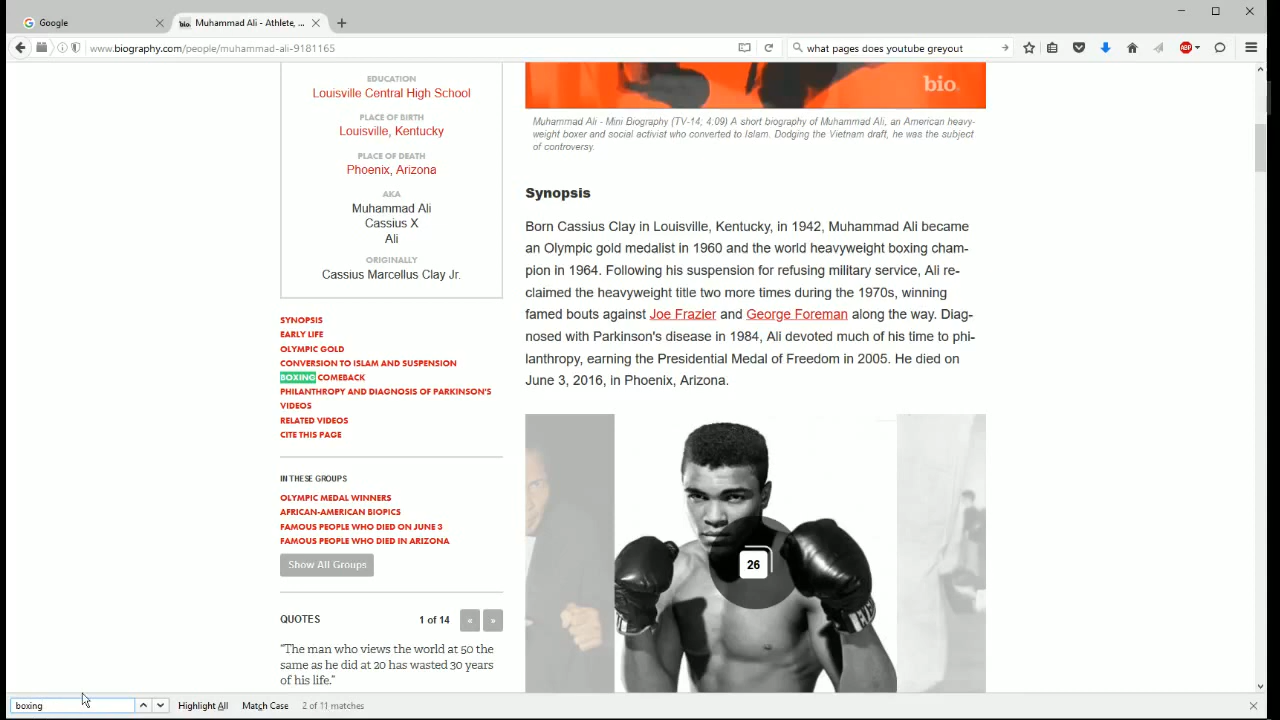 Google
bio. Muhammad Ali - Athlete, ...
www.biography.com/people/muhammad-ali-9181165
what pages does youtube greyout
ABP
EDUCATION
Louisville Central High School
PLACE OF BIRTH
Louisville, Kentucky
PLACE OF DEATH
Phoenix, Arizona
AKA
Muhammad Ali
Cassius X
Ali
ORIGINALLY
Cassius Marcellus Clay Jr.
SYNOPSIS
EARLY LIFE
OLYMPIC GOLD
CONVERSION TO ISLAM AND SUSPENSION
BOXING COMEBACK
PHILANTHROPY AND DIAGNOSIS OF PARKINSON'S
VIDEOS
RELATED VIDEOS
CITE THIS PAGE
IN THESE GROUPS
OLYMPIC MEDAL WINNERS
AFRICAN-AMERICAN BIOPICS
FAMOUS PEOPLE WHO DIED ON JUNE 3
FAMOUS PEOPLE WHO DIED IN ARIZONA
Show All Groups
QUOTES 1 of 14 « »
“The man who views the world at 50 the
same as he did at 20 has wasted 30 years
of his life.”
bio.
Muhammad Ali - Mini Biography (TV-14; 4:09) A short biography of Muhammad Ali, an American heavy-
weight boxer and social activist who converted to Islam. Dodging the Vietnam draft, he was the subject
of controversy.
Synopsis
Born Cassius Clay in Louisville, Kentucky, in 1942, Muhammad Ali became
an Olympic gold medalist in 1960 and the world heavyweight boxing cham-
pion in 1964. Following his suspension for refusing military service, Ali re-
claimed the heavyweight title two more times during the 1970s, winning
famed bouts against Joe Frazier and George Foreman along the way. Diag-
nosed with Parkinson's disease in 1984, Ali devoted much of his time to phi-
lanthropy, earning the Presidential Medal of Freedom in 2005. He died on
June 3, 2016, in Phoenix, Arizona.
26
boxing
Highlight All
Match Case
2 of 11 matches